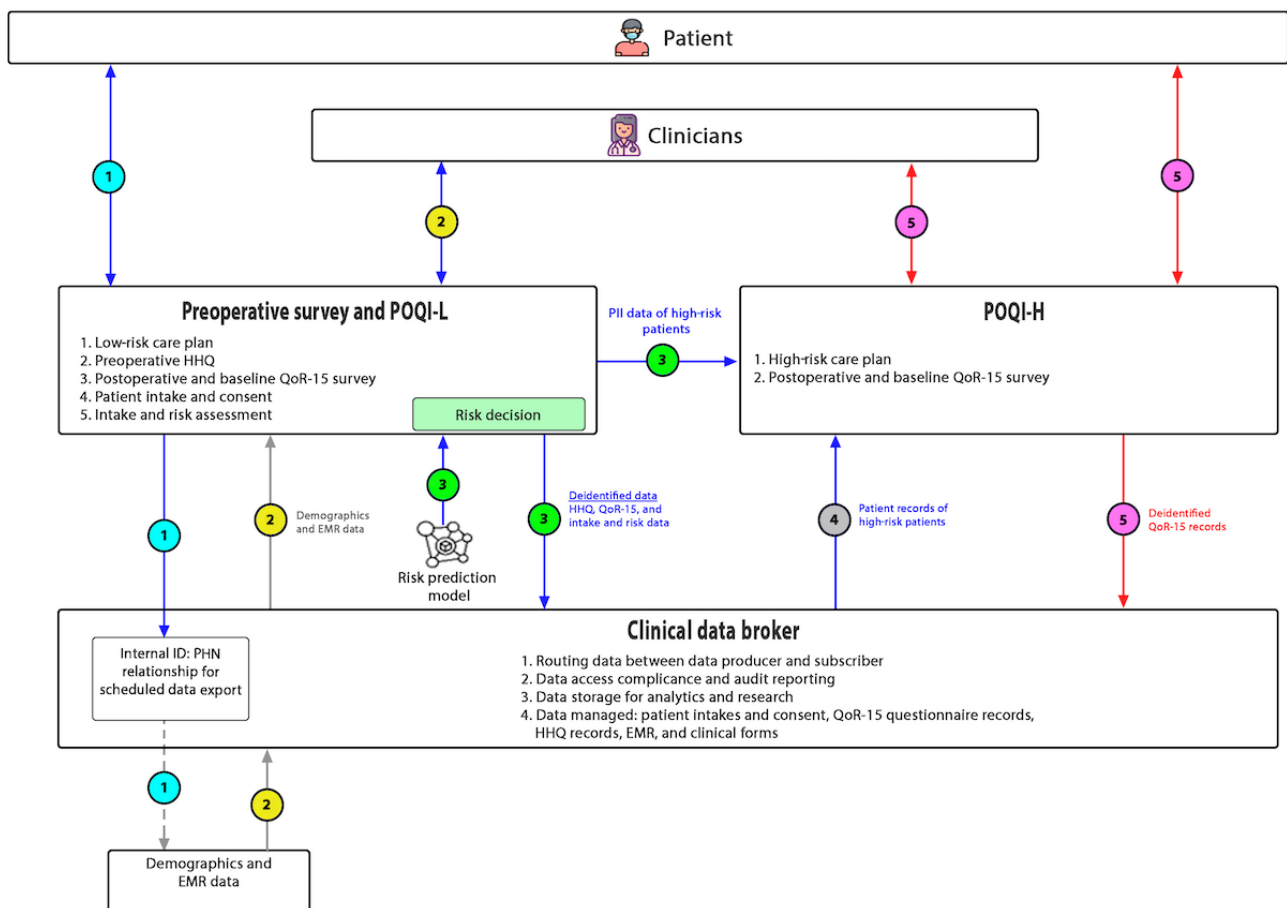 Patient
Clinicians
1
2
5
5
Preoperative survey and POQI-L
1. Low-risk care plan
2. Preoperative HHQ
3. Postoperative and baseline QoR-15 survey
4. Patient intake and consent
5. Intake and risk assessment
Risk decision
PII data of high-risk
patients
3
POQI-H
1. High-risk care plan
2. Postoperative and baseline QoR-15 survey
1
2
Demographics
and EMR data
3
Risk prediction
model
3
Deidentified data
HHQ, QoR-15, and
intake and risk data
4
Patient records of
high-risk patients
5
Deidentified
QoR-15 records
Clinical data broker
Internal ID: PHN
relationship for
scheduled data export
1. Routing data between data producer and subscriber
2. Data access complicance and audit reporting
3. Data storage for analytics and research
4. Data managed: patient intakes and consent, QoR-15 questionnaire records,
HHQ records, EMR, and clinical forms
1
2
Demographics and
EMR data